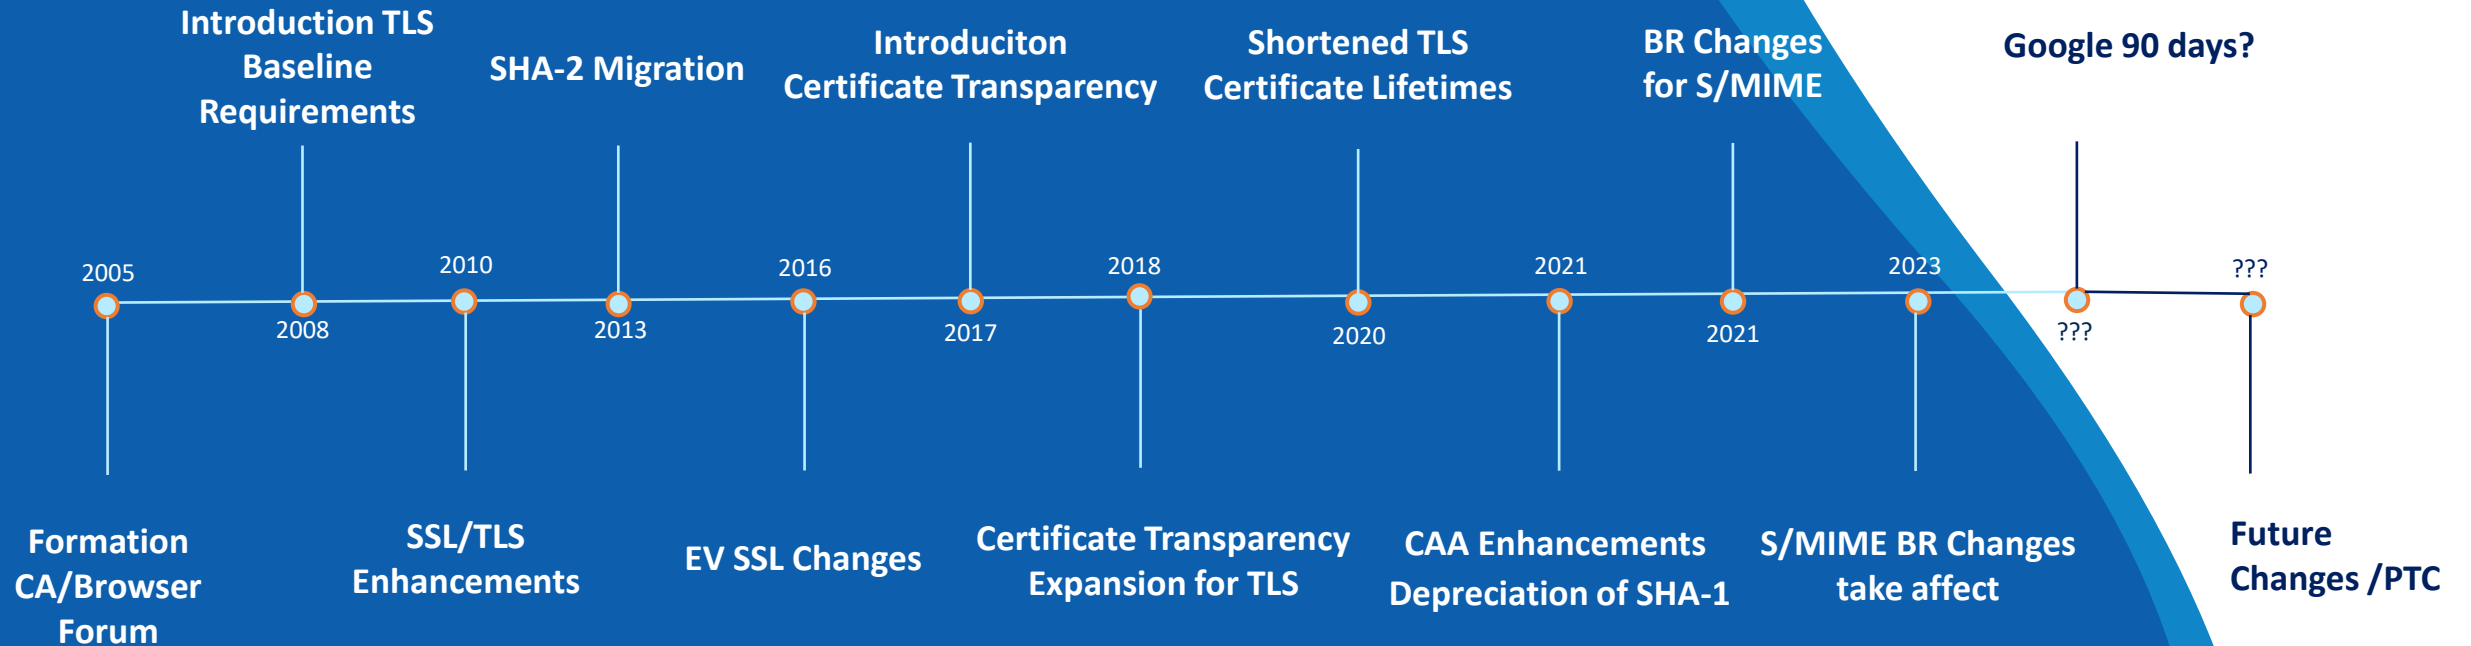 Introduction TLS
Baseline
Requirements
SHA-2 Migration
Introduciton
Certificate Transparency
Shortened TLS
Certificate Lifetimes
BR Changes
for S/MIME
Google 90 days?
2005
2008
2010
2013
2016
2017
2018
2020
2021
2021
2023
???
???
Formation
CA/Browser
Forum
SSL/TLS
Enhancements
EV SSL Changes
Certificate Transparency
Expansion for TLS
CAA Enhancements
Depreciation of SHA-1
S/MIME BR Changes
take affect
Future
Changes /PTC